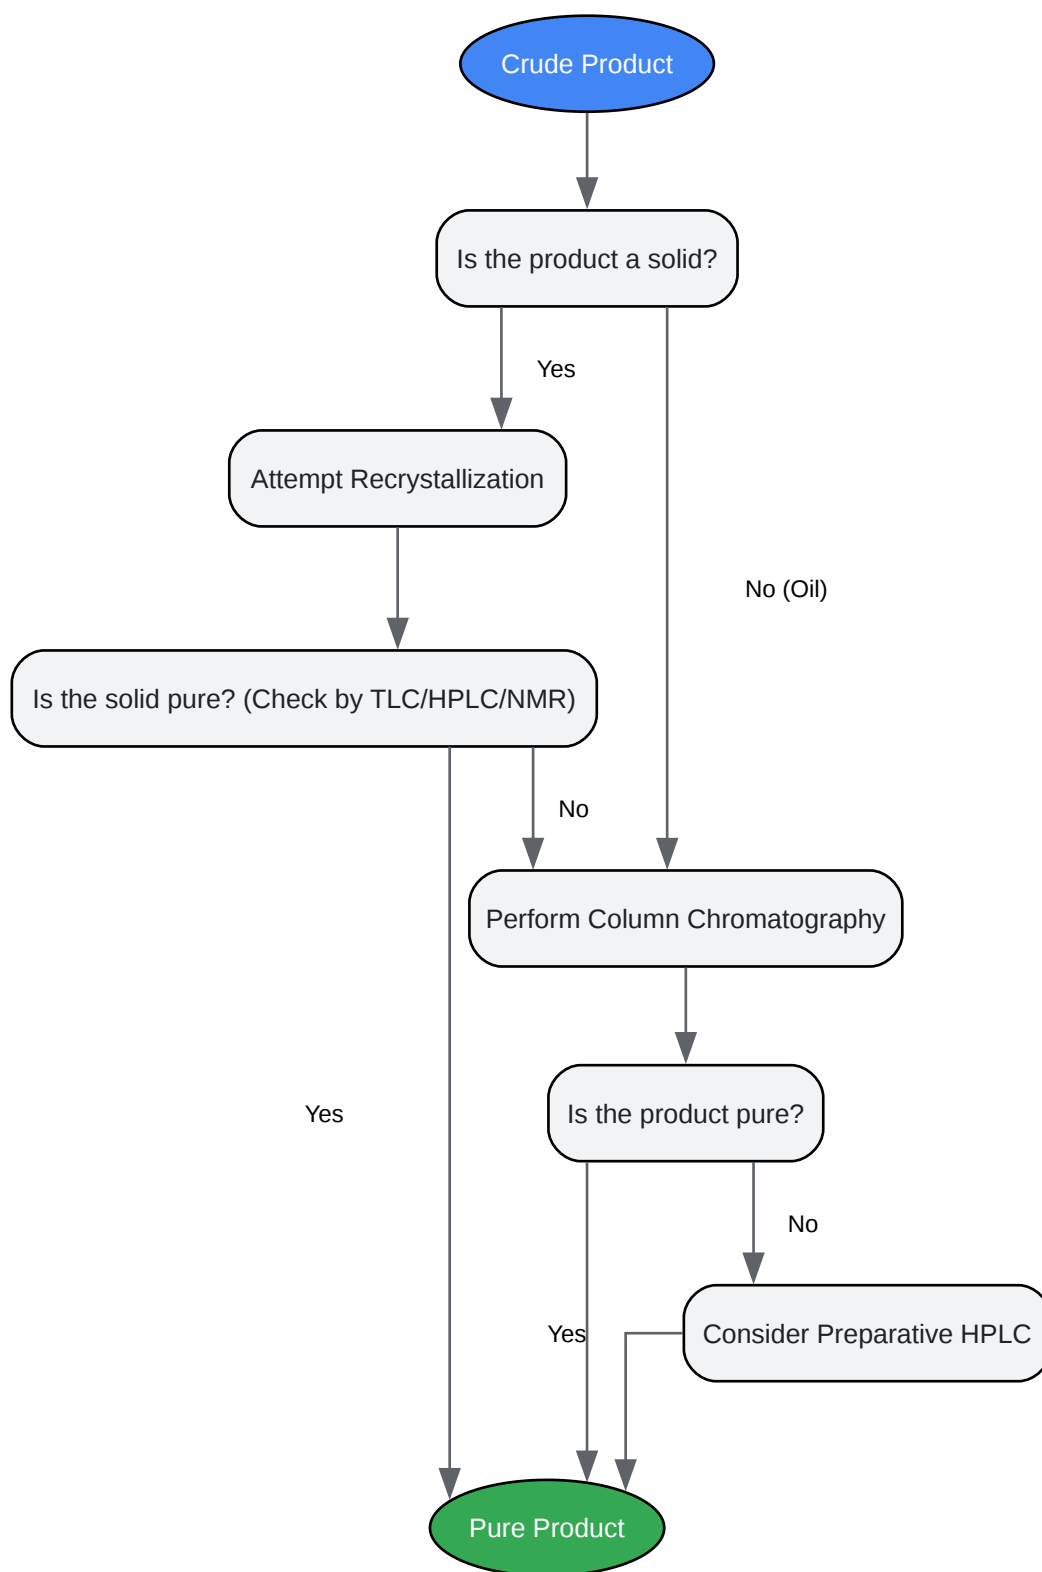 Crude Product
Is the product a solid?
Yes
Attempt Recrystallization
No (Oil)
Is the solid pure? (Check by TLC/HPLC/NMR)
No
Perform Column Chromatography
Yes
Is the product pure?
No
Yes
Consider Preparative HPLC
Pure Product